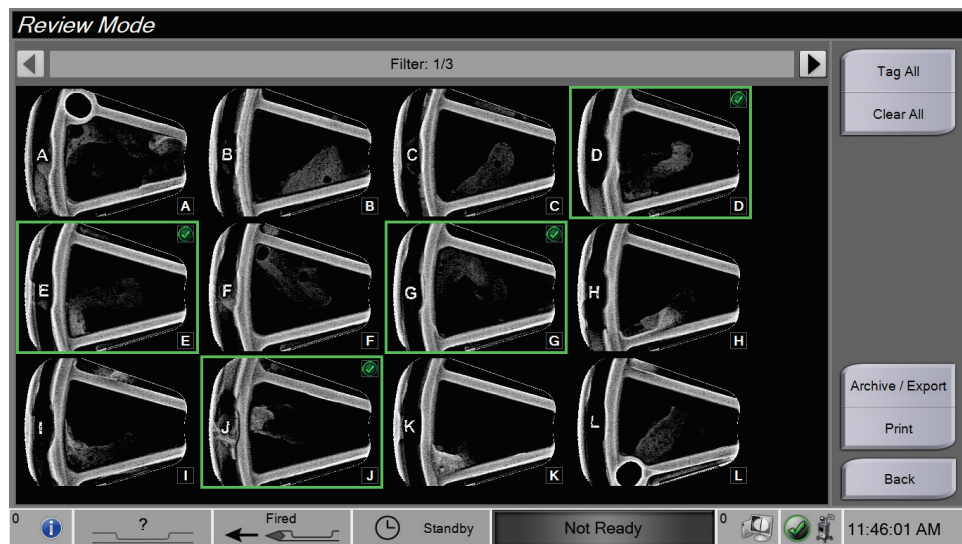 Review Mode
Filter: 1/3
Tag All
Clear All
A
A
B
B
C
C
D
D
E
E
F
F
G
G
H
H
I
I
J
J
K
K
L
L
Archive / Export
Print
Back
0
?
Fired
Standby
Not Ready
0
11:46:01 AM